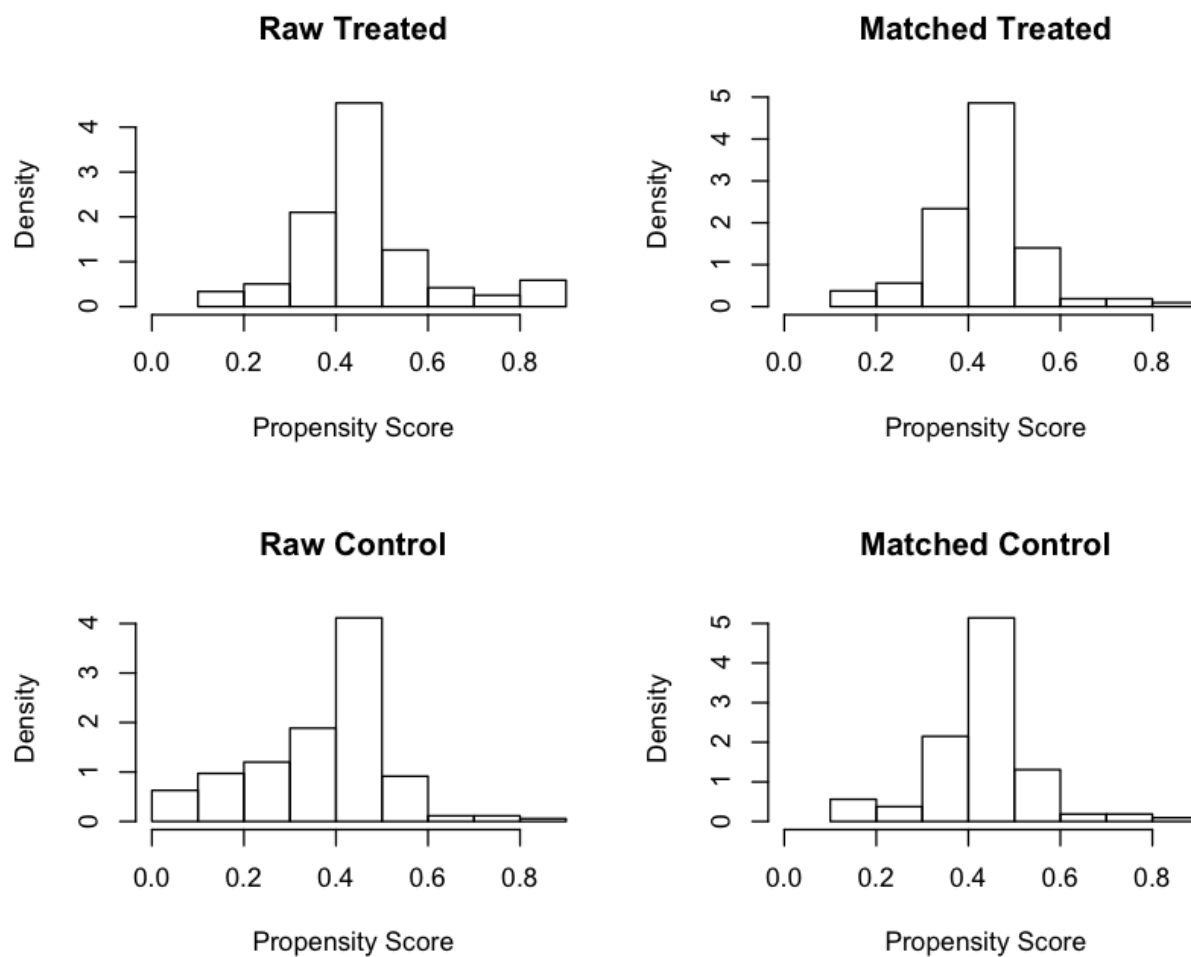 Raw Treated
Density
0 1 2 3 4
0.0 0.2 0.4 0.6 0.8
Propensity Score
Matched Treated
Density
0 1 2 3 4 5
0.0 0.2 0.4 0.6 0.8
Propensity Score
Raw Control
Density
0 1 2 3 4
0.0 0.2 0.4 0.6 0.8
Propensity Score
Matched Control
Density
0 1 2 3 4 5
0.0 0.2 0.4 0.6 0.8
Propensity Score